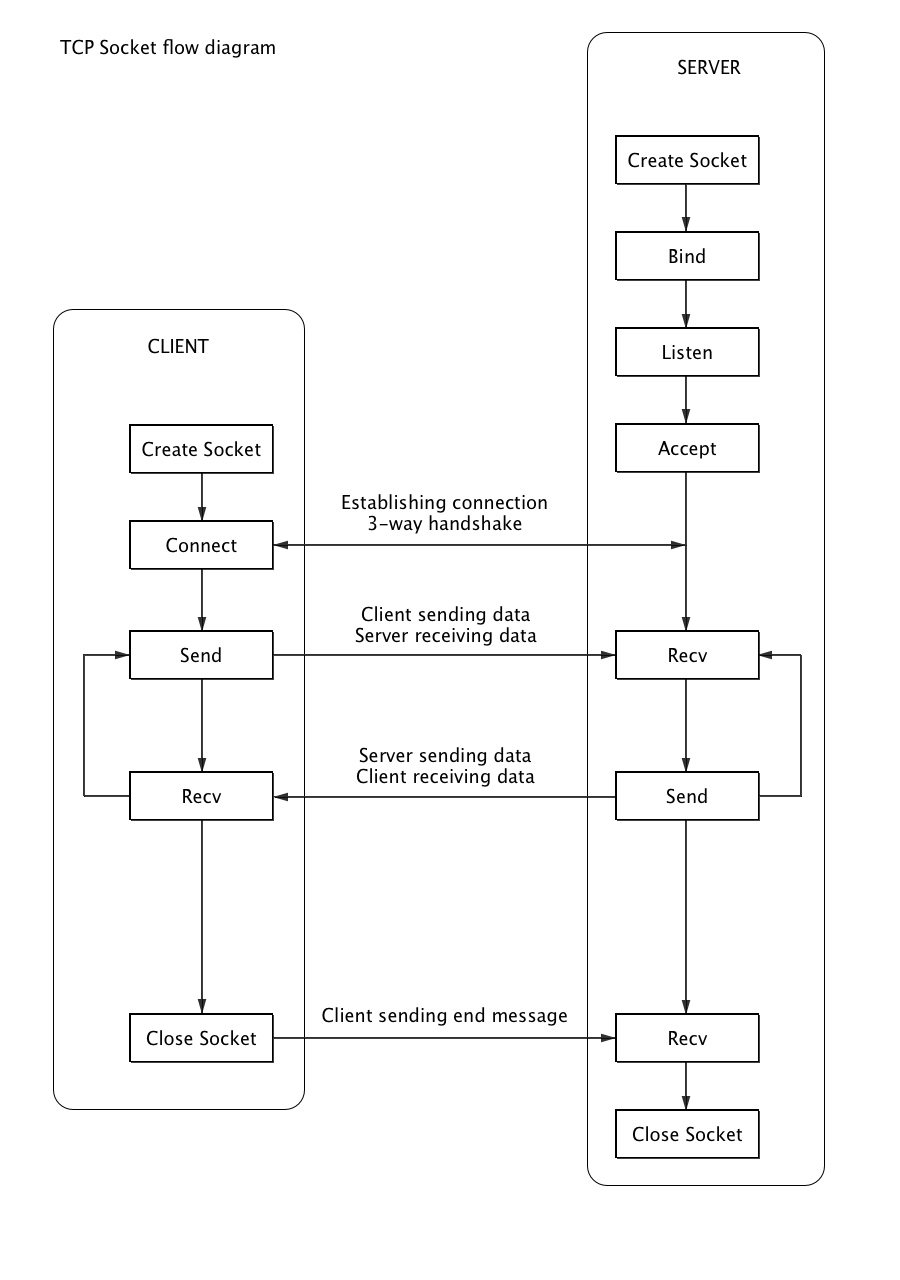 TCP Socket flow diagram
SERVER
Create Socket
Bind
Listen
Accept
CLIENT
Create Socket
Connect
Establishing connection
3-way handshake
Client sending data
Server receiving data
Send
Recv
Server sending data
Client receiving data
Recv
Send
Client sending end message
Close Socket
Recv
Close Socket